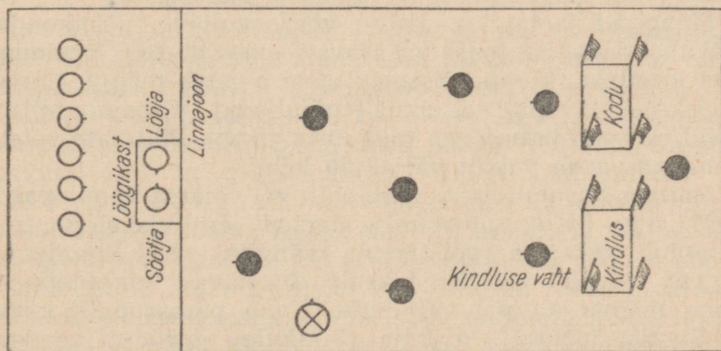 Löögikast
Söötja
Lööja
Linnajoon
Kodu
Kindlus
Kindluse vaht